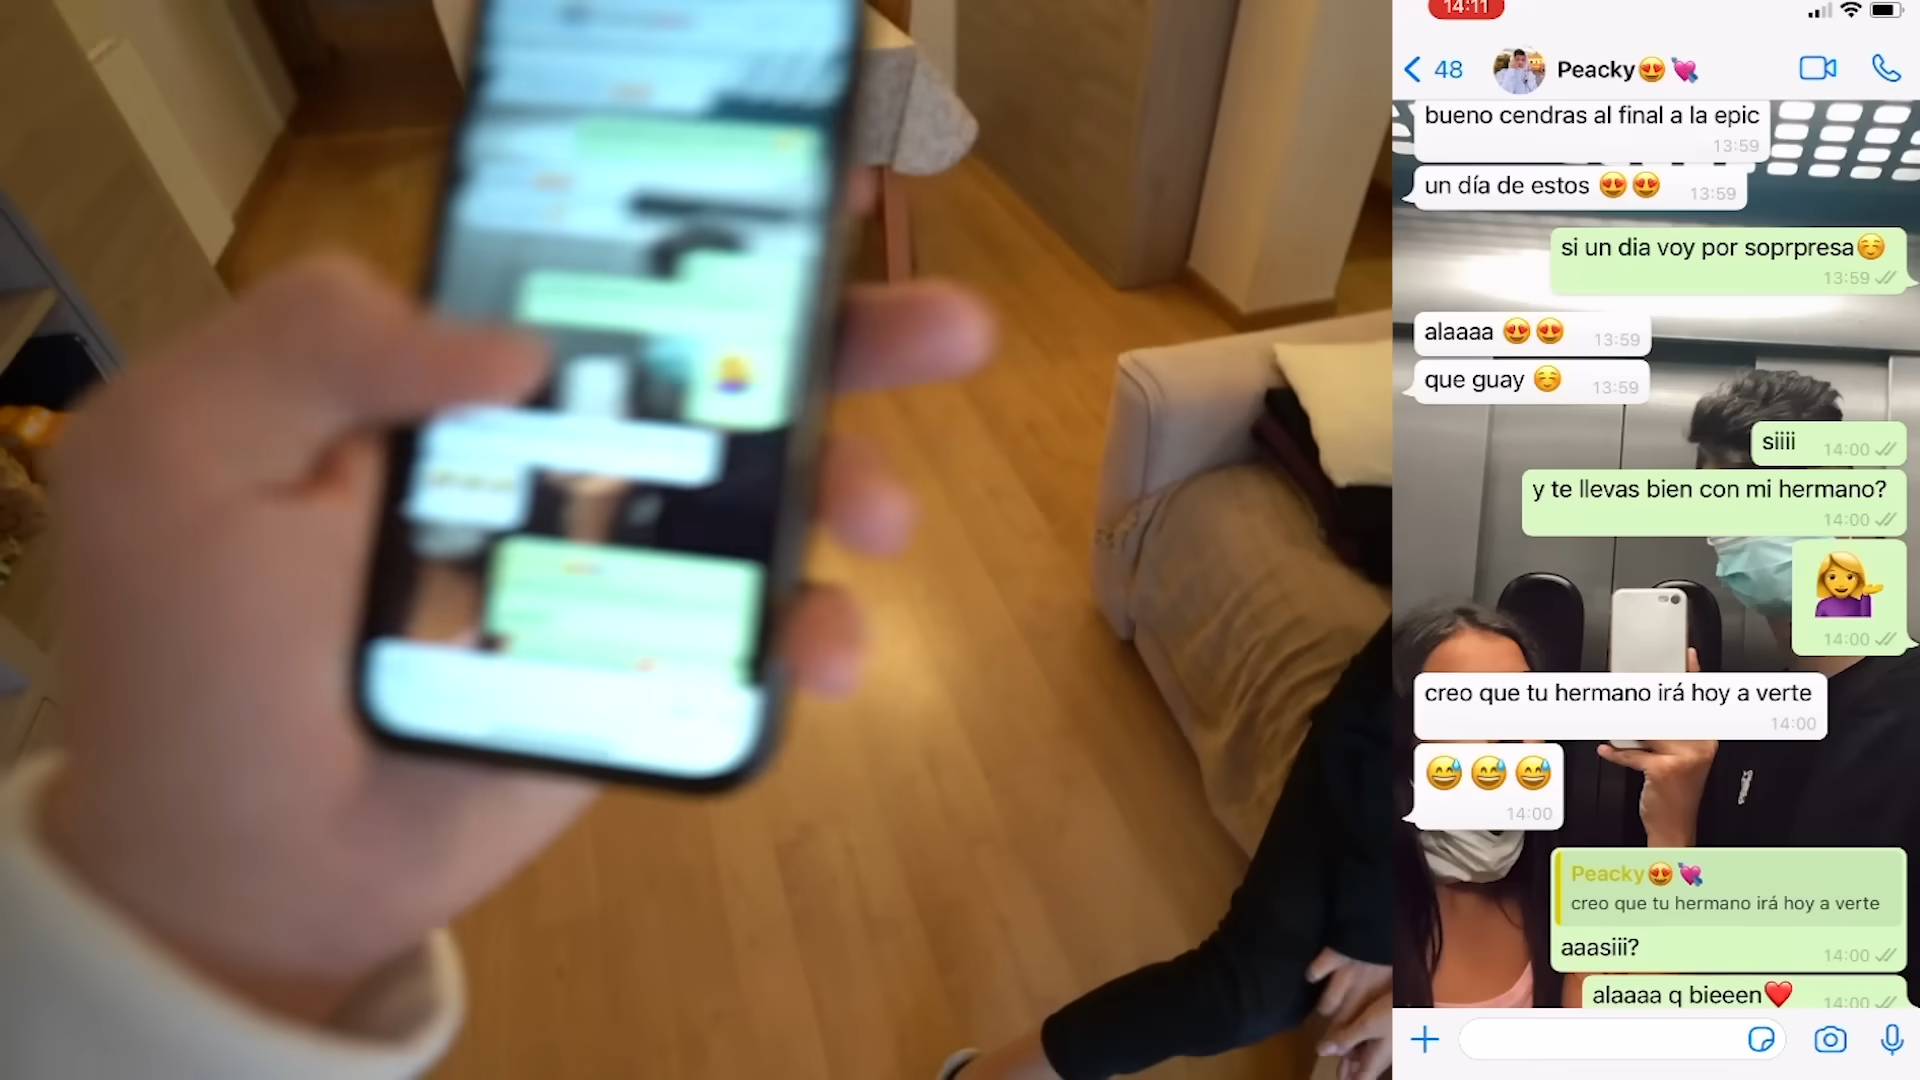 14:11
48 Peacky😍💘
bueno cendras al final a la epic
13:59
un día de estos 😍😍 13:59
si un dia voy por soprpresa☺️
13:59
alaaaa 😍😍 13:59
que guay ☺️ 13:59
siiii 14:00
y te llevas bien con mi hermano?
14:00
💁‍♀️
14:00
creo que tu hermano irá hoy a verte
14:00
😅😅😅
14:00
Peacky😍💘
creo que tu hermano irá hoy a verte
aaasiii? 14:00
alaaaa q bieeen❤️ 14:00